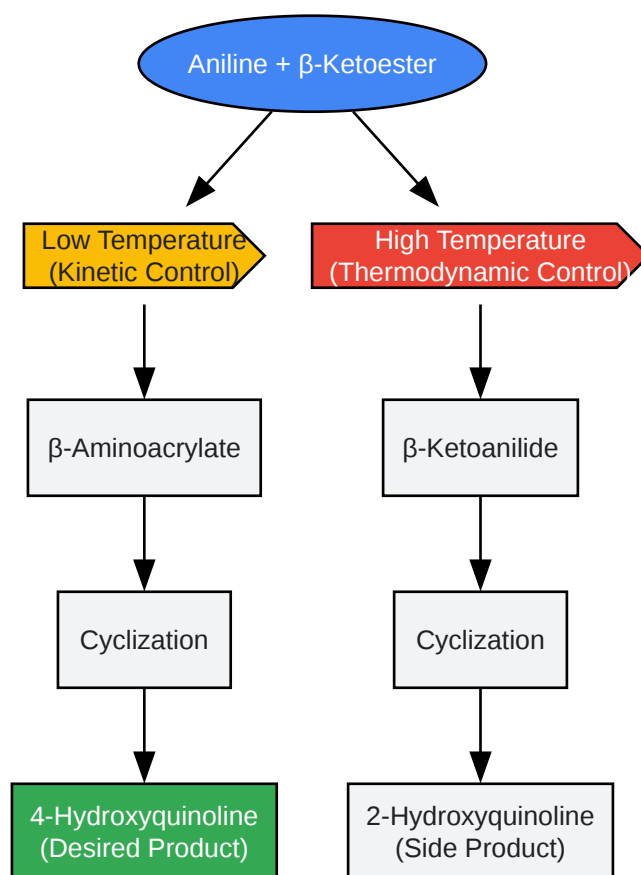 Aniline + β-Ketoester
Low Temperature
(Kinetic Control)
High Temperature
(Thermodynamic Control)
β-Aminoacrylate
β-Ketoanilide
Cyclization
Cyclization
4-Hydroxyquinoline
(Desired Product)
2-Hydroxyquinoline
(Side Product)